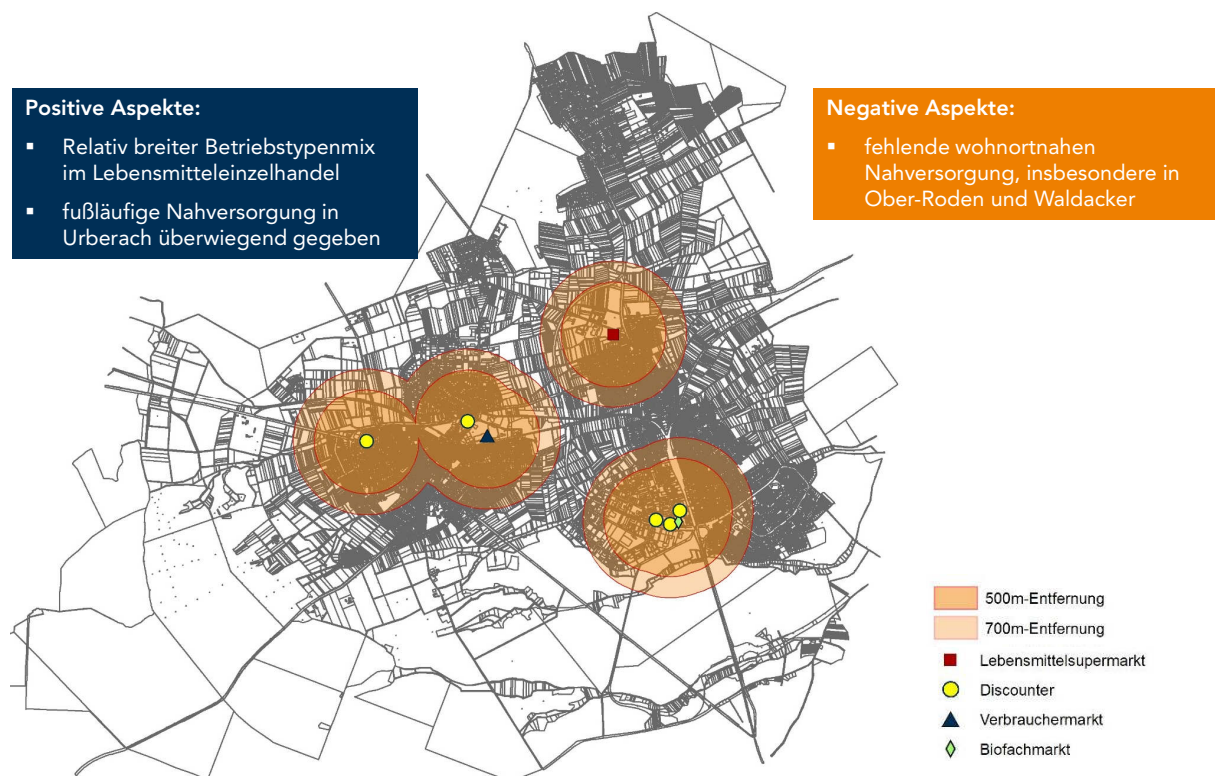 Positive Aspekte:
▪ Relativ breiter Betriebstypenmix
im Lebensmitteleinzelhandel
▪ fußläufige Nahversorgung in
Urberach überwiegend gegeben
Negative Aspekte:
▪ fehlende wohnortnahen
Nahversorgung, insbesondere in
Ober-Roden und Waldacker
500m-Entfernung
700m-Entfernung
Lebensmittelsupermarkt
Discounter
Verbrauchermarkt
Biofachmarkt